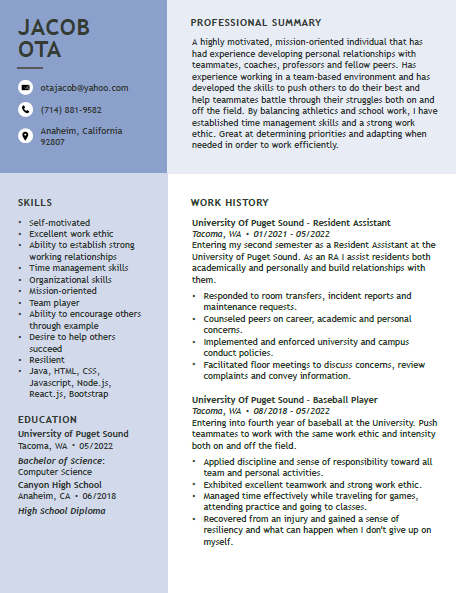 JACOB
OTA
otajacob@yahoo.com
(714) 881-9582
Anaheim, California
92807
PROFESSIONAL SUMMARY
A highly motivated, mission-oriented individual that has
had experience developing personal relationships with
teammates, coaches, professors and fellow peers. Has
experience working in a team-based environment and has
developed the skills to push others to do their best and
help teammates battle through their struggles both on and
off the field. By balancing athletics and school work, I have
established time management skills and a strong work
ethic. Great at determining priorities and adapting when
needed in order to work efficiently.
SKILLS
• Self-motivated
• Excellent work ethic
• Ability to establish strong
working relationships
• Time management skills
• Organizational skills
• Mission-oriented
• Team player
• Ability to encourage others
through example
• Desire to help others
succeed
• Resilient
• Java, HTML, CSS,
Javascript, Node.js,
React.js, Bootstrap
EDUCATION
University of Puget Sound
Tacoma, WA • 05/2022
Bachelor of Science:
Computer Science
Canyon High School
Anaheim, CA • 06/2018
High School Diploma
WORK HISTORY
University Of Puget Sound - Resident Assistant
Tacoma, WA • 01/2021 - 05/2022
Entering my second semester as a Resident Assistant at the
University of Puget Sound. As an RA I assist residents both
academically and personally and build relationships with
them.
• Responded to room transfers, incident reports and
maintenance requests.
• Counseled peers on career, academic and personal
concerns.
• Implemented and enforced university and campus
conduct policies.
• Facilitated floor meetings to discuss concerns, review
complaints and convey information.
University Of Puget Sound - Baseball Player
Tacoma, WA • 08/2018 - 05/2022
Entering into fourth year of baseball at the University. Push
teammates to work with the same work ethic and intensity
both on and off the field.
• Applied discipline and sense of responsibility toward all
team and personal activities.
• Exhibited excellent teamwork and strong work ethic.
• Managed time effectively while traveling for games,
attending practice and going to classes.
• Recovered from an injury and gained a sense of
resiliency and what can happen when I don't give up on
myself.